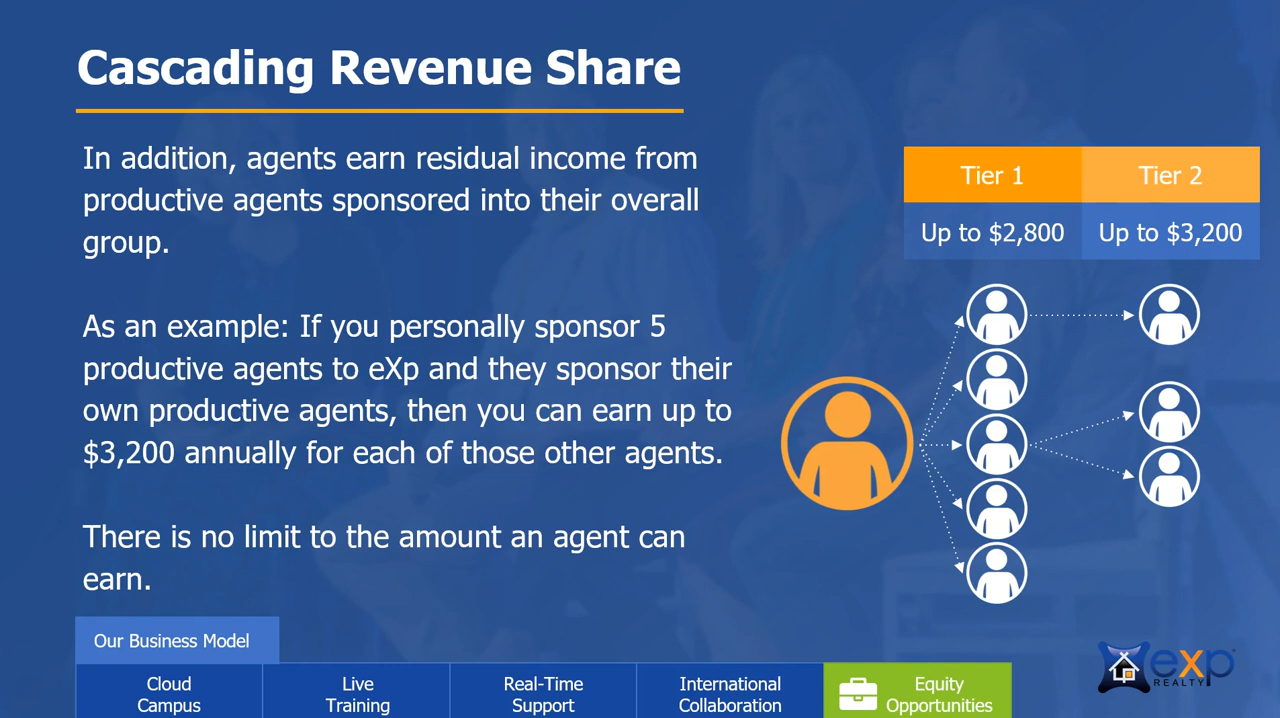 Cascading Revenue Share
In addition, agents earn residual income from
productive agents sponsored into their overall
group.
As an example: If you personally sponsor 5
productive agents to eXp and they sponsor their
own productive agents, then you can earn up to
$3,200 annually for each of those other agents.
There is no limit to the amount an agent can
earn.
Tier 1
Tier 2
Up to $2,800
Up to $3,200
Our Business Model
Cloud
Campus
Live
Training
Real-Time
Support
International
Collaboration
Equity
Opportunities
eXp
REALTY